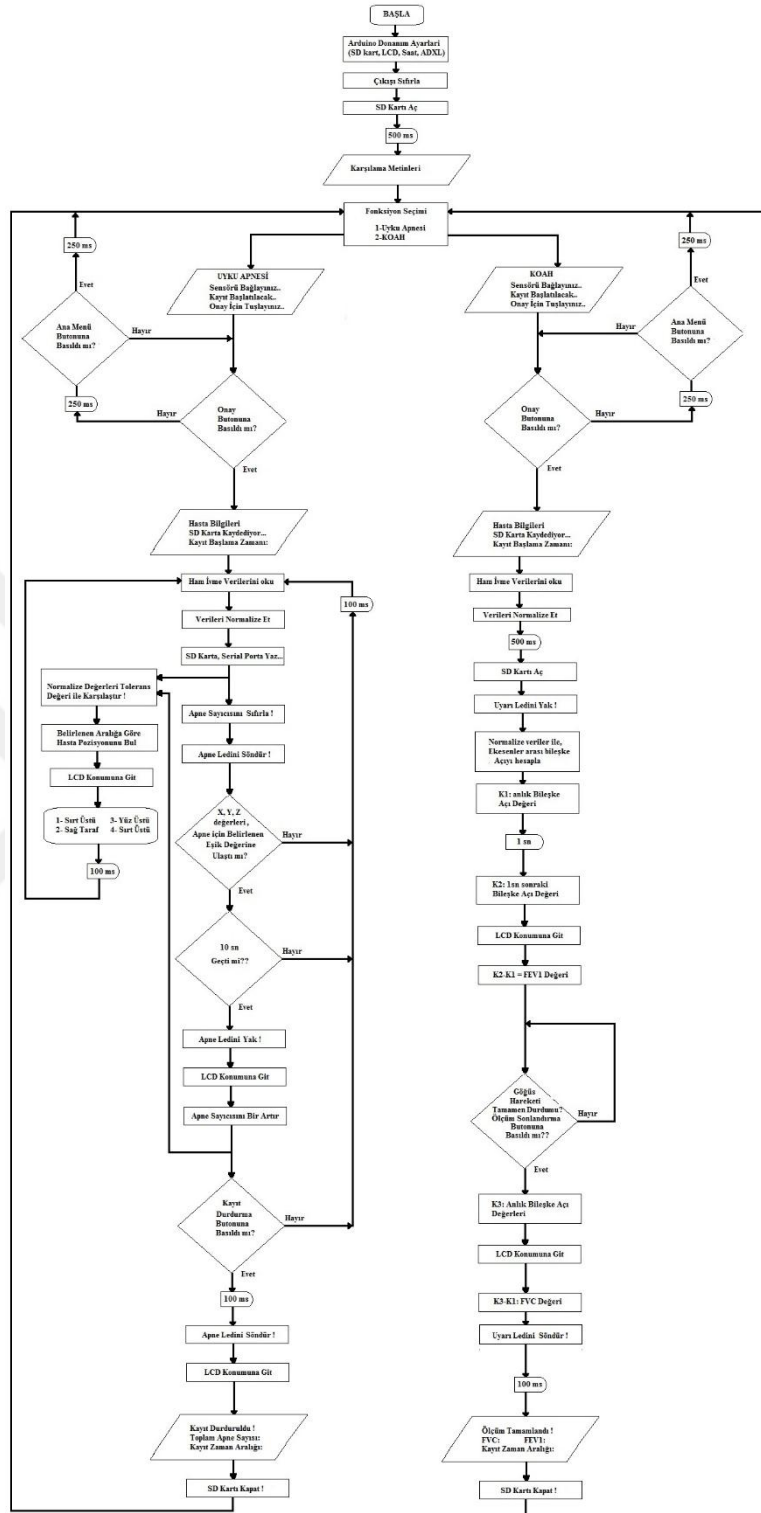 BAŞLA
Arduino Donanım Ayarlari
(SD kart, LCD, Saat, ADXL)
Çıkışı Sıfırla
SD Kartı Aç
500 ms
Karşılama Metinleri
Fonksiyon Seçimi
1-Uyku Apnesi
2-KOAH
250 ms
Evet
Ana Menü
Butonuna
Basıldı mı?
Hayır
250 ms
UYKU APNESİ
Sensörü Bağlayınız..
Kayıt Başlatılacak..
Onay İçin Tuşlayınız..
Onay
Butonuna
Basıldı mı?
Hayır
Evet
Hasta Bilgileri
SD Karta Kaydediyor...
Kayıt Başlama Zamanı:
Ham İvme Verilerini oku
100 ms
Verileri Normalize Et
SD Karta, Serial Porta Yaz...
Normalize Değerleri Tolerans
Değeri ile Karşılaştır !
Belirlenen Aralığa Göre
Hasta Pozisyonunu Bul
LCD Konumuna Git
1- Sırt Üstü 3- Yüz Üstü
2- Sağ Taraf 4- Sırt Üstü
100 ms
Apne Sayıcısını Sıfırla !
Apne Ledini Söndür !
X, Y, Z
değerleri,
Apne için Belirlenen
Eşik Değerine
Ulaştı mı?
Hayır
Evet
10 sn
Geçti mi??
Hayır
Evet
Apne Ledini Yak !
LCD Konumuna Git
Apne Sayıcısını Bir Artır
Kayıt
Durdurma
Butonuna
Basıldı mı?
Hayır
Evet
100 ms
Apne Ledini Söndür !
LCD Konumuna Git
Kayıt Durduruldu !
Toplam Apne Sayısı:
Kayıt Zaman Aralığı:
SD Kartı Kapat !
KOAH
Sensörü Bağlayınız..
Kayıt Başlatılacak..
Onay İçin Tuşlayınız..
250 ms
Evet
Ana Menü
Butonuna
Basıldı mı?
Hayır
250 ms
Onay
Butonuna
Basıldı mı?
Hayır
Evet
Hasta Bilgileri
SD Karta Kaydediyor...
Kayıt Başlama Zamanı:
Ham İvme Verilerini oku
Verileri Normalize Et
500 ms
SD Kartı Aç
Uyarı Ledini Yak !
Normalize veriler ile,
Ekesenler arası bileşke
Açıyı hesapla
K1: anlık Bileşke
Açı Değeri
1 sn
K2: 1sn sonraki
Bileşke Açı Değeri
LCD Konumuna Git
K2-K1 = FEV1 Değeri
Göğüs
Hareketi
Tamamen Durdumu?
Ölçüm Sonlandırma
Butonuna
Basıldı mı??
Hayır
Evet
K3: Anlık Bileşke Açı
Değerleri
LCD Konumuna Git
K3-K1: FVC Değeri
Uyarı Ledini Söndür !
100 ms
Ölçüm Tamamlandı !
FVC: FEV1:
Kayıt Zaman Aralığı:
SD Kartı Kapat !